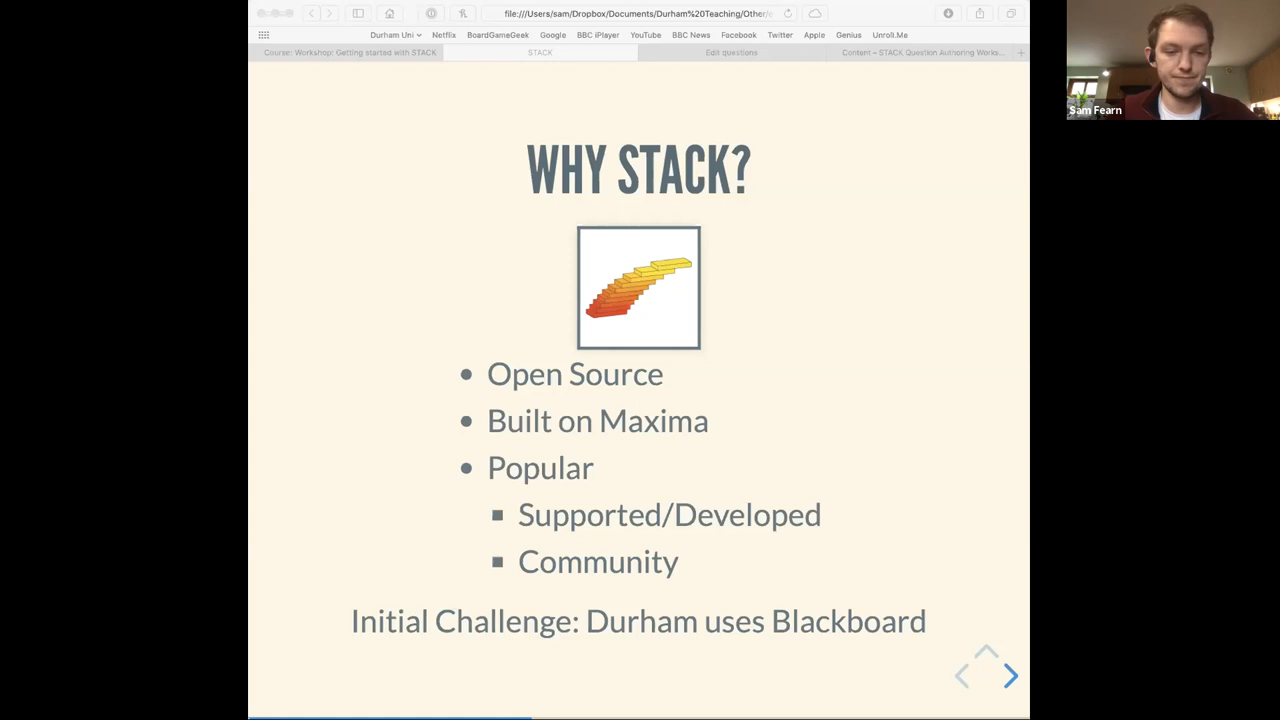 file:///Users/sam/Dropbox/Documents/Durham%20Teaching/Other/e
Durham Uni Netflix BoardGameGeek Google BBC iPlayer YouTube BBC News Facebook Twitter Apple Genius Unroll.Me
Course: Workshop: Getting started with STACK STACK Edit questions Content – STACK Question Authoring Works...
Sam Fearn
WHY STACK?
Open Source
Built on Maxima
Popular
Supported/Developed
Community
Initial Challenge: Durham uses Blackboard